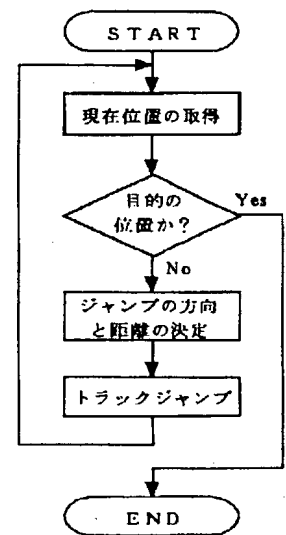 START
現在位置の取得
目的の
位置か?
Yes
No
ジャンプの方向
と距離の決定
トラックジャンプ
END